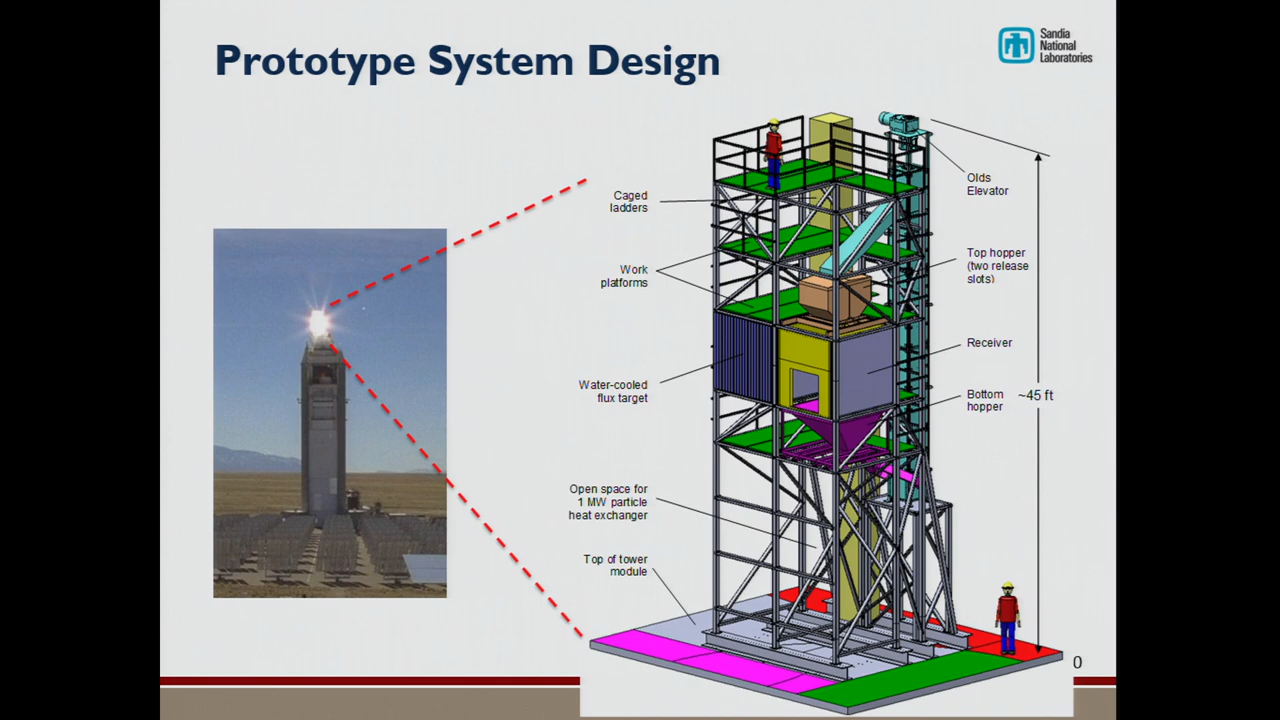 Prototype System Design
Sandia
National
Laboratories
Caged
ladders
Work
platforms
Water-cooled
flux target
Open space for
1 MW particle
heat exchanger
Top of tower
module
Olds
Elevator
Top hopper
(two release
slots)
Receiver
Bottom
hopper
~45 ft
0